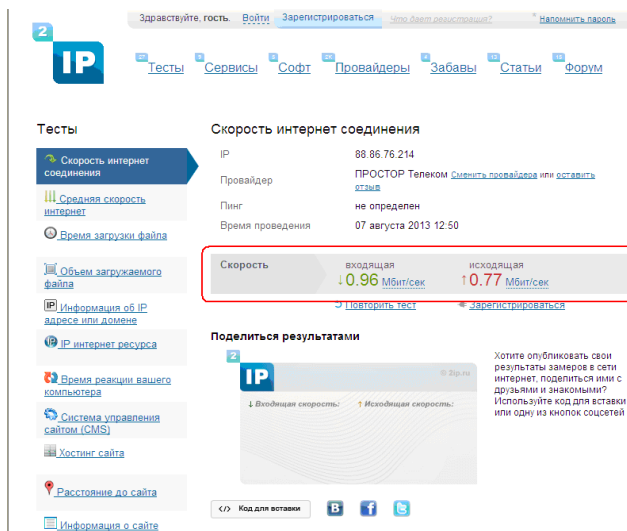 Здравствуйте, гость. Войти Зарегистрироваться Что дает регистрация? Напомнить пароль
2
IP
Тесты Сервисы Софт Провайдеры Забавы Статьи Форум
Тесты
Скорость интернет соединения
Средняя скорость интернет
Время загрузки файла
Объем загружаемого файла
Информация об IP адресе или домене
IP интернет ресурса
Время реакции вашего компьютера
Система управления сайтом (CMS)
Хостинг сайта
Расстояние до сайта
Информация о сайте
Скорость интернет соединения
IP 88.86.76.214
Провайдер ПРОСТОР Телеком Сменить провайдера или оставить
отзыв
Пинг не определен
Время проведения 07 августа 2013 12:50
Скорость входящая исходящая
↓0.96 Мбит/сек ↑0.77 Мбит/сек
Повторить тест Зарегистрироваться
Поделиться результатами
2
IP
© 2ip.ru
↓ Входящая скорость: ↑ Исходящая скорость:
Хотите опубликовать свои
результаты замеров в сети
интернет, поделиться ими с
друзьями и знакомыми?
Используйте код для вставки
или одну из кнопок соцсетей
</> Код для вставки